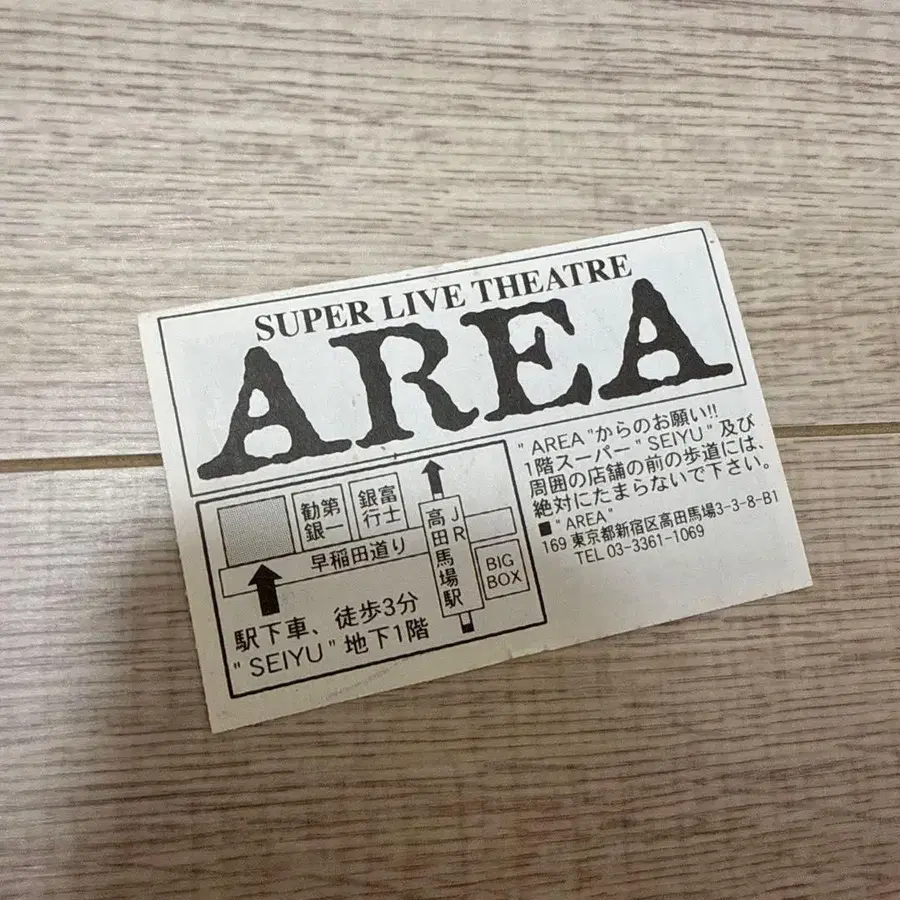 SUPER LIVE THEATRE
AREA
第一勧銀
富士銀行
早稲田通り
JR高田馬場駅
BIG
BOX
駅下車、徒歩3分
"SEIYU"地下1階
"AREA"からのお願い!!
1階スーパー"SEIYU"及び
周囲の店舗の前の歩道には、
絶対にたまらないで下さい。
■"AREA"
169 東京都新宿区高田馬場3-3-8-B1
TEL 03-3361-1069